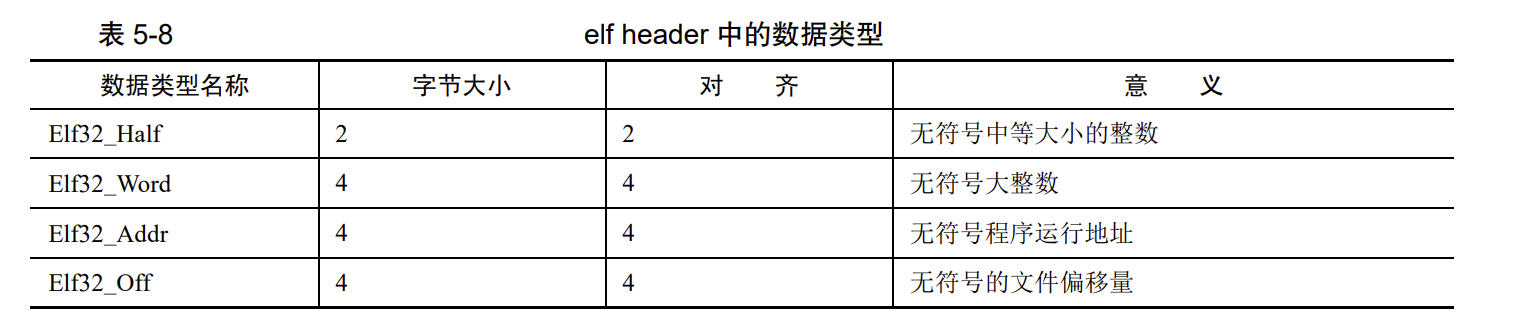 表 5-8 elf header 中的数据类型
数据类型名称 字节大小 对 齐 意 义
Elf32_Half 2 2 无符号中等大小的整数
Elf32_Word 4 4 无符号大整数
Elf32_Addr 4 4 无符号程序运行地址
Elf32_Off 4 4 无符号的文件偏移量